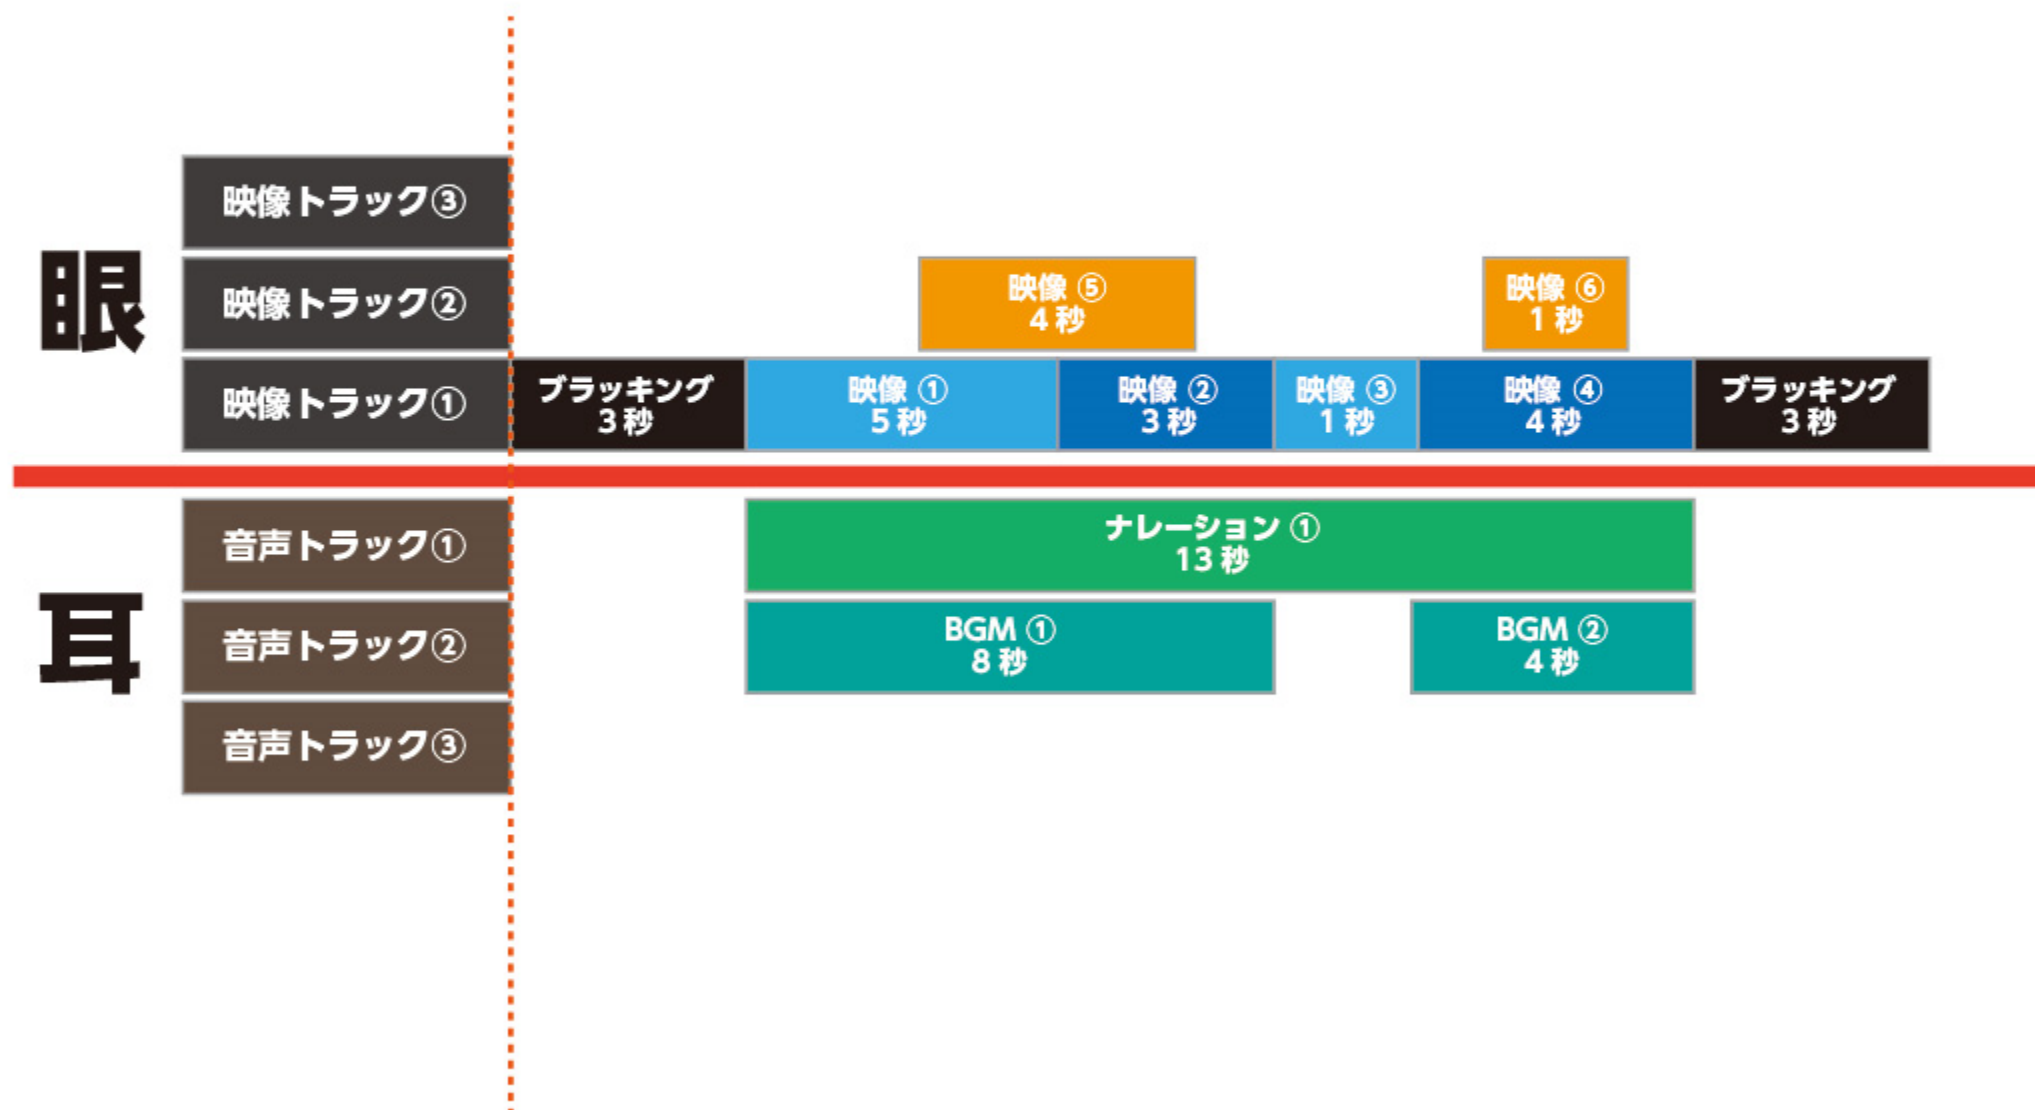 眼
映像トラック③
映像トラック②
映像 ⑤
4 秒
映像 ⑥
1 秒
映像トラック①
ブラッキング
3 秒
映像 ①
5 秒
映像 ②
3 秒
映像 ③
1 秒
映像 ④
4 秒
ブラッキング
3 秒
耳
音声トラック①
ナレーション ①
13 秒
音声トラック②
BGM ①
8 秒
BGM ②
4 秒
音声トラック③